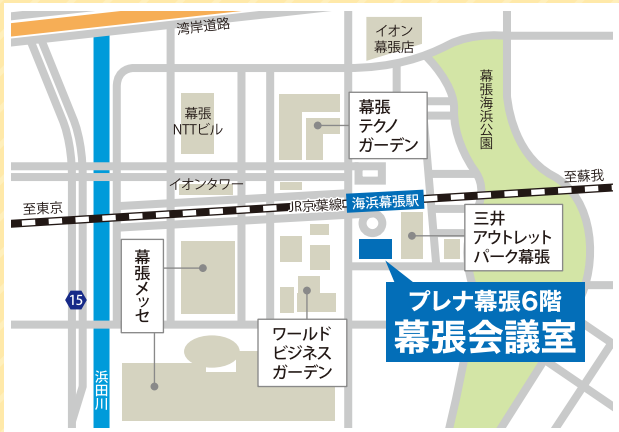 湾岸道路
イオン
幕張店
幕張
NTTビル
幕張
テクノ
ガーデン
幕張海浜公園
イオンタワー
至蘇我
至東京
JR京葉線
海浜幕張駅
三井
アウトレット
パーク幕張
幕張メッセ
15
プレナ幕張6階
幕張会議室
ワールド
ビジネス
ガーデン
浜田川